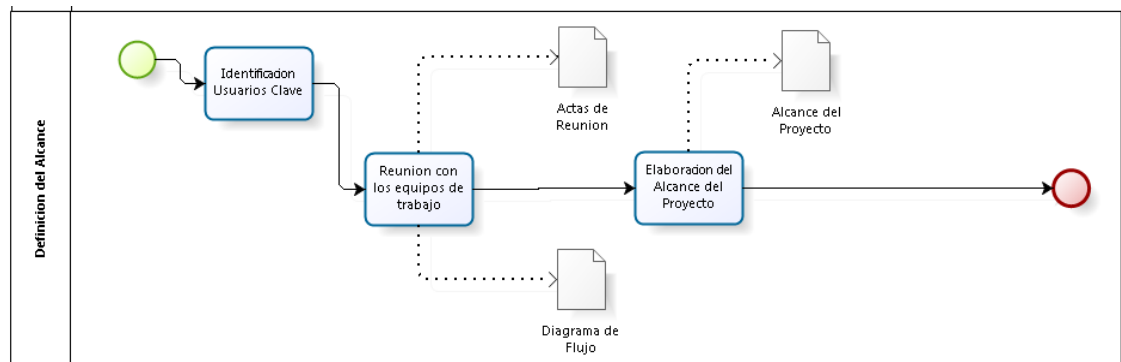 Definicion del Alcance
Identificacion
Usuarios Clave
Reunion con
los equipos de
trabajo
Actas de
Reunion
Diagrama de
Flujo
Elaboracion del
Alcance del
Proyecto
Alcance del
Proyecto